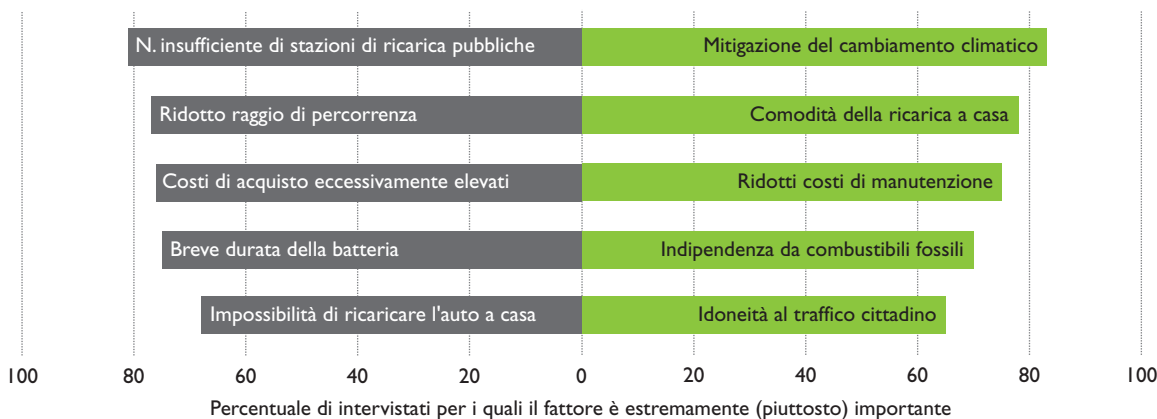 N. insufficiente di stazioni di ricarica pubbliche
Mitigazione del cambiamento climatico
Ridotto raggio di percorrenza
Comodità della ricarica a casa
Costi di acquisto eccessivamente elevati
Ridotti costi di manutenzione
Breve durata della batteria
Indipendenza da combustibili fossili
Impossibilità di ricaricare l'auto a casa
Idoneità al traffico cittadino
100 80 60 40 20 0 20 40 60 80 100
Percentuale di intervistati per i quali il fattore è estremamente (piuttosto) importante